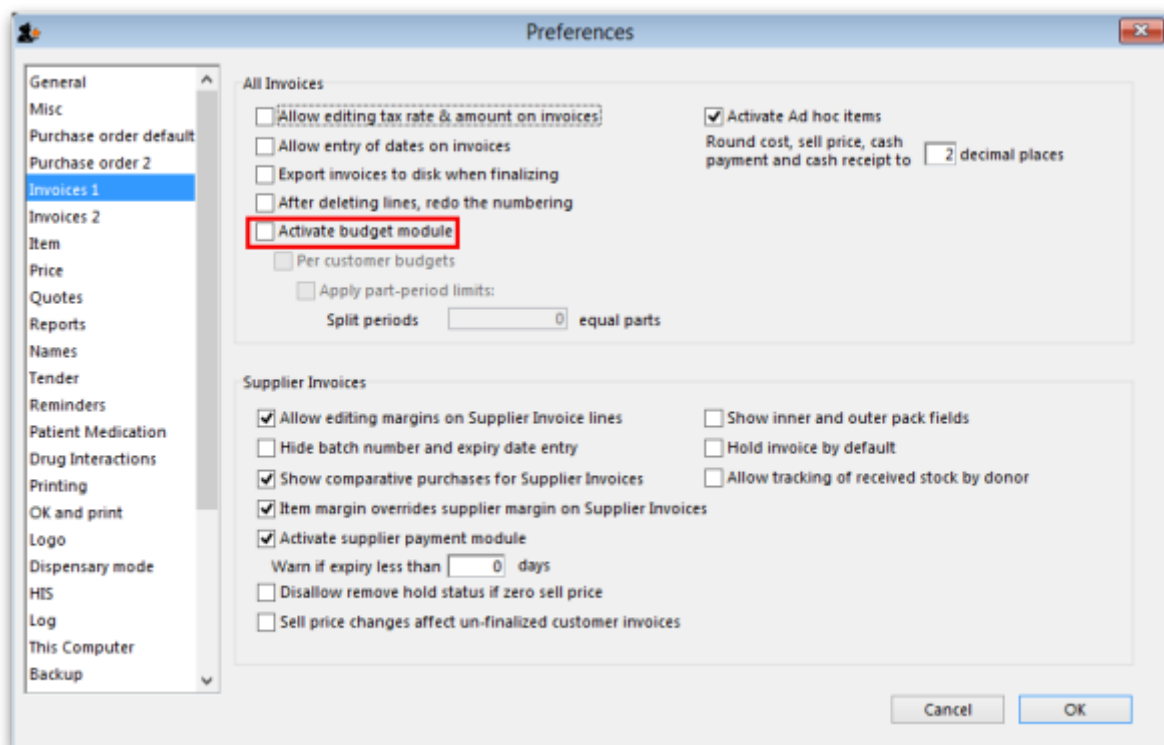 Preferences
General
Misc
Purchase order default
Purchase order 2
Invoices 1
Invoices 2
Item
Price
Quotes
Reports
Names
Tender
Reminders
Patient Medication
Drug Interactions
Printing
OK and print
Logo
Dispensary mode
HIS
Log
This Computer
Backup
All Invoices
Allow editing tax rate & amount on invoices
Allow entry of dates on invoices
Export invoices to disk when finalizing
After deleting lines, redo the numbering
Activate budget module
Per customer budgets
Apply part-period limits:
Split periods 0 equal parts
Activate Ad hoc items
Round cost, sell price, cash
payment and cash receipt to 2 decimal places
Supplier Invoices
Allow editing margins on Supplier Invoice lines
Hide batch number and expiry date entry
Show comparative purchases for Supplier Invoices
Item margin overrides supplier margin on Supplier Invoices
Activate supplier payment module
Warn if expiry less than 0 days
Disallow remove hold status if zero sell price
Sell price changes affect un-finalized customer invoices
Show inner and outer pack fields
Hold invoice by default
Allow tracking of received stock by donor
Cancel
OK